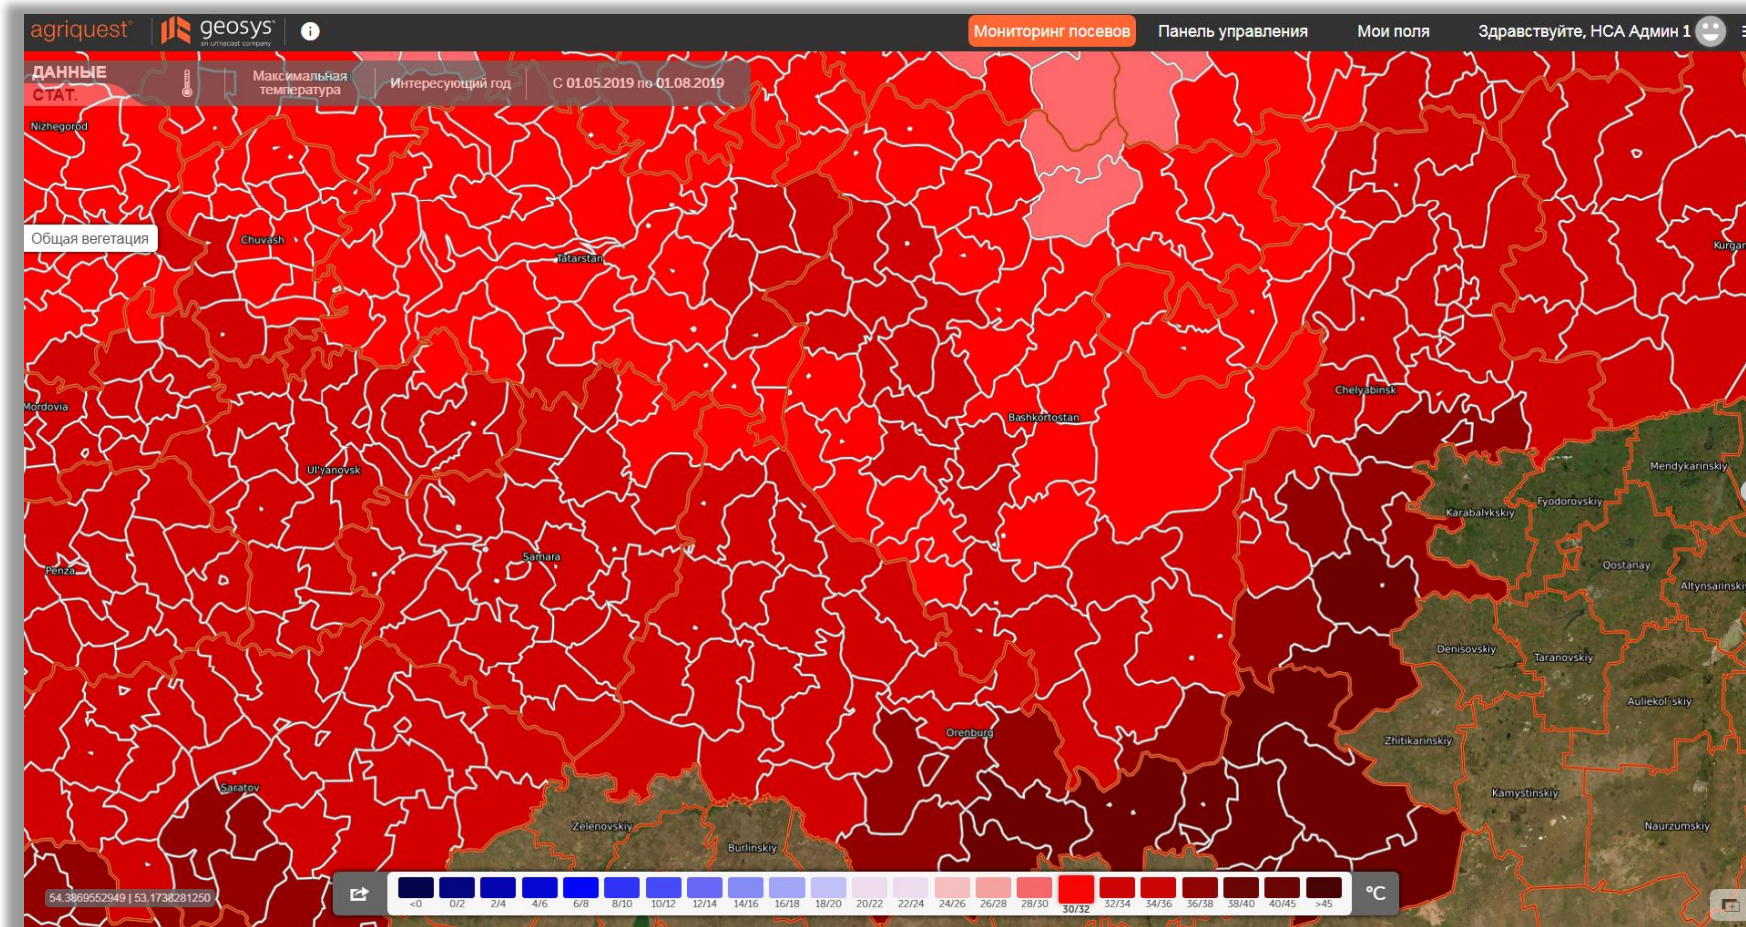 agriquest° geosys°
an urthecast company
i
Мониторинг посевов
Панель управления
Мои поля
Здравствуйте, НСА Админ 1
ДАННЫЕ
СТАТ.
Максимальная
температура
Интересующий год
С 01.05.2019 по 01.08.2019
Nizhegorod
Общая вегетация
Chuvash
Tatarstan
Kurgan
Chelyabinsk
Mordovia
Bashkortostan
Ul'yanovsk
Mendykarinskiy
Fyodorovskiy
Karabalykskiy
Samara
Penza
Qostanay
Altynsarinskiy
Denisovskiy
Taranovskiy
Auliekol'skiy
Orenburg
Zhitikarinskiy
Saratov
Kamystinskiy
Zelenovskiy
Naurzumskiy
Burlinskiy
54.3869552949 | 53.1738281250
<0 0/2 2/4 4/6 6/8 8/10 10/12 12/14 14/16 16/18 18/20 20/22 22/24 24/26 26/28 28/30 30/32 32/34 34/36 36/38 38/40 40/45 >45
°C